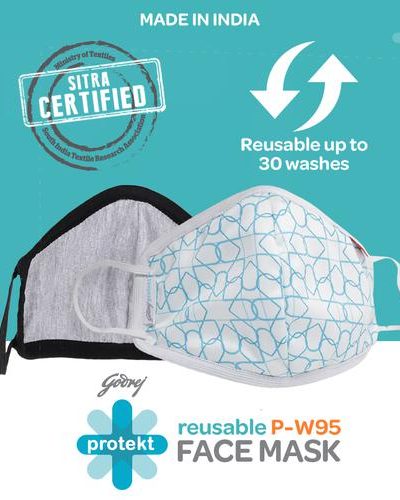 MADE IN INDIA
Ministry of Textiles
SITRA
CERTIFIED
South India Textile Research Association
Reusable up to
30 washes
Godrej
protekt
reusable P-W95
FACE MASK